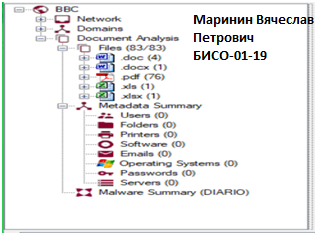 BBC
Network
Domains
Document Analysis
Files (83/83)
.doc (4)
.docx (1)
.pdf (76)
.xls (1)
.xlsx (1)
Metadata Summary
Users (0)
Folders (0)
Printers (0)
Software (0)
Emails (0)
Operating Systems (0)
Passwords (0)
Servers (0)
Malware Summary (DIARIO)
Маринин Вячеслав
Петрович
БИСО-01-19